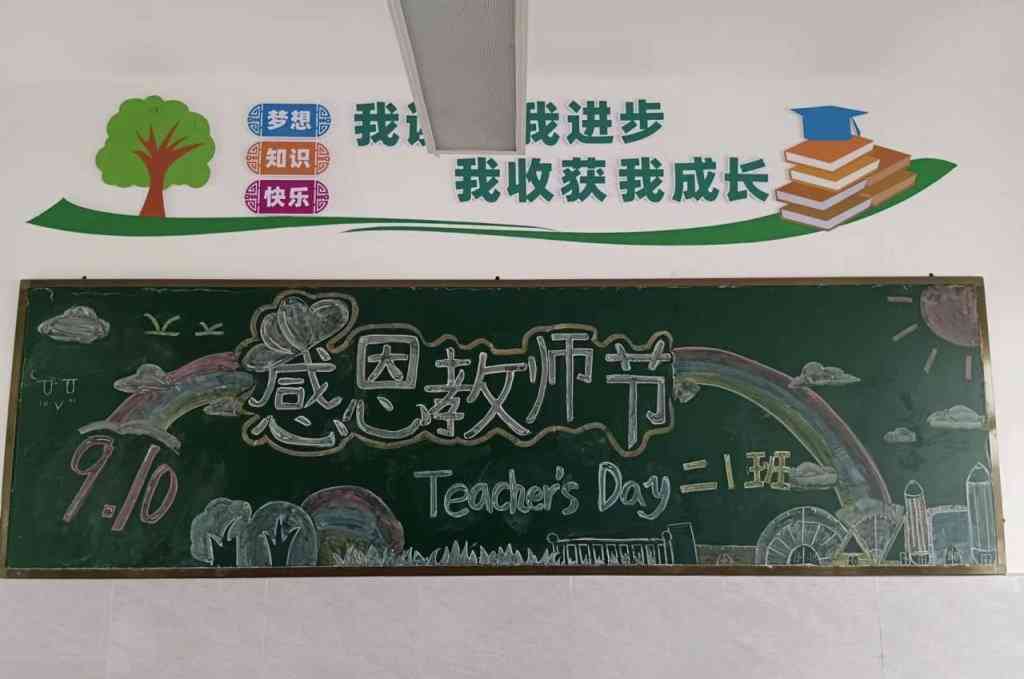 梦想
知识
快乐
我 我进步
我收获 我成长
感恩教师节
9.10
Teacher's Day 二1班